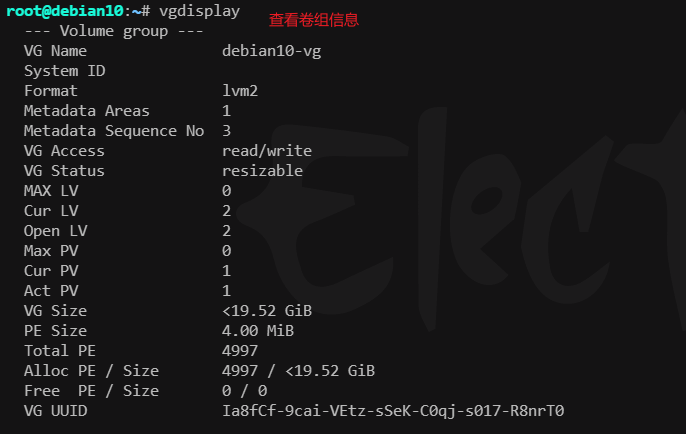 root@debian10:~# vgdisplay 查看卷组信息
--- Volume group ---
VG Name debian10-vg
System ID
Format lvm2
Metadata Areas 1
Metadata Sequence No 3
VG Access read/write
VG Status resizable
MAX LV 0
Cur LV 2
Open LV 2
Max PV 0
Cur PV 1
Act PV 1
VG Size <19.52 GiB
PE Size 4.00 MiB
Total PE 4997
Alloc PE / Size 4997 / <19.52 GiB
Free PE / Size 0 / 0
VG UUID Ia8fCf-9cai-VEtz-sSeK-C0qj-s017-R8nrT0
Elect